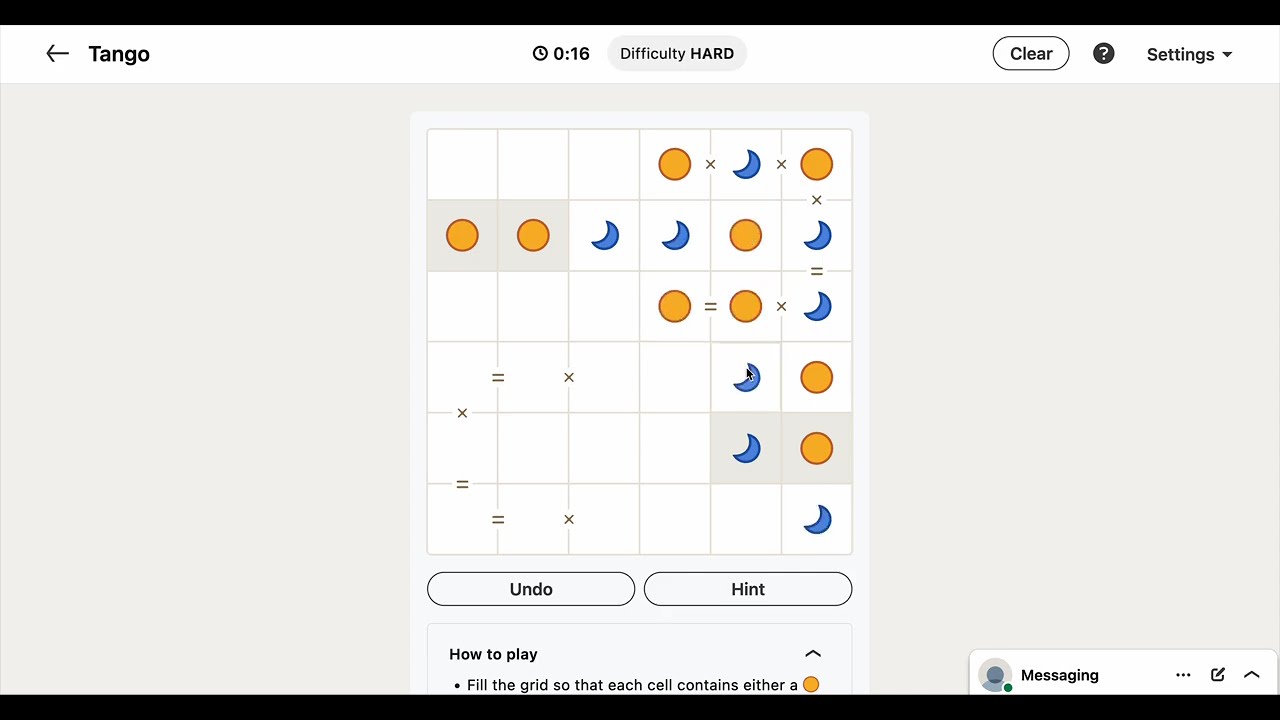 Tango
0:16
Difficulty HARD
Clear
?
Settings
× ×
×
=
= ×
= ×
×
=
= ×
Undo
Hint
How to play
• Fill the grid so that each cell contains either a
Messaging